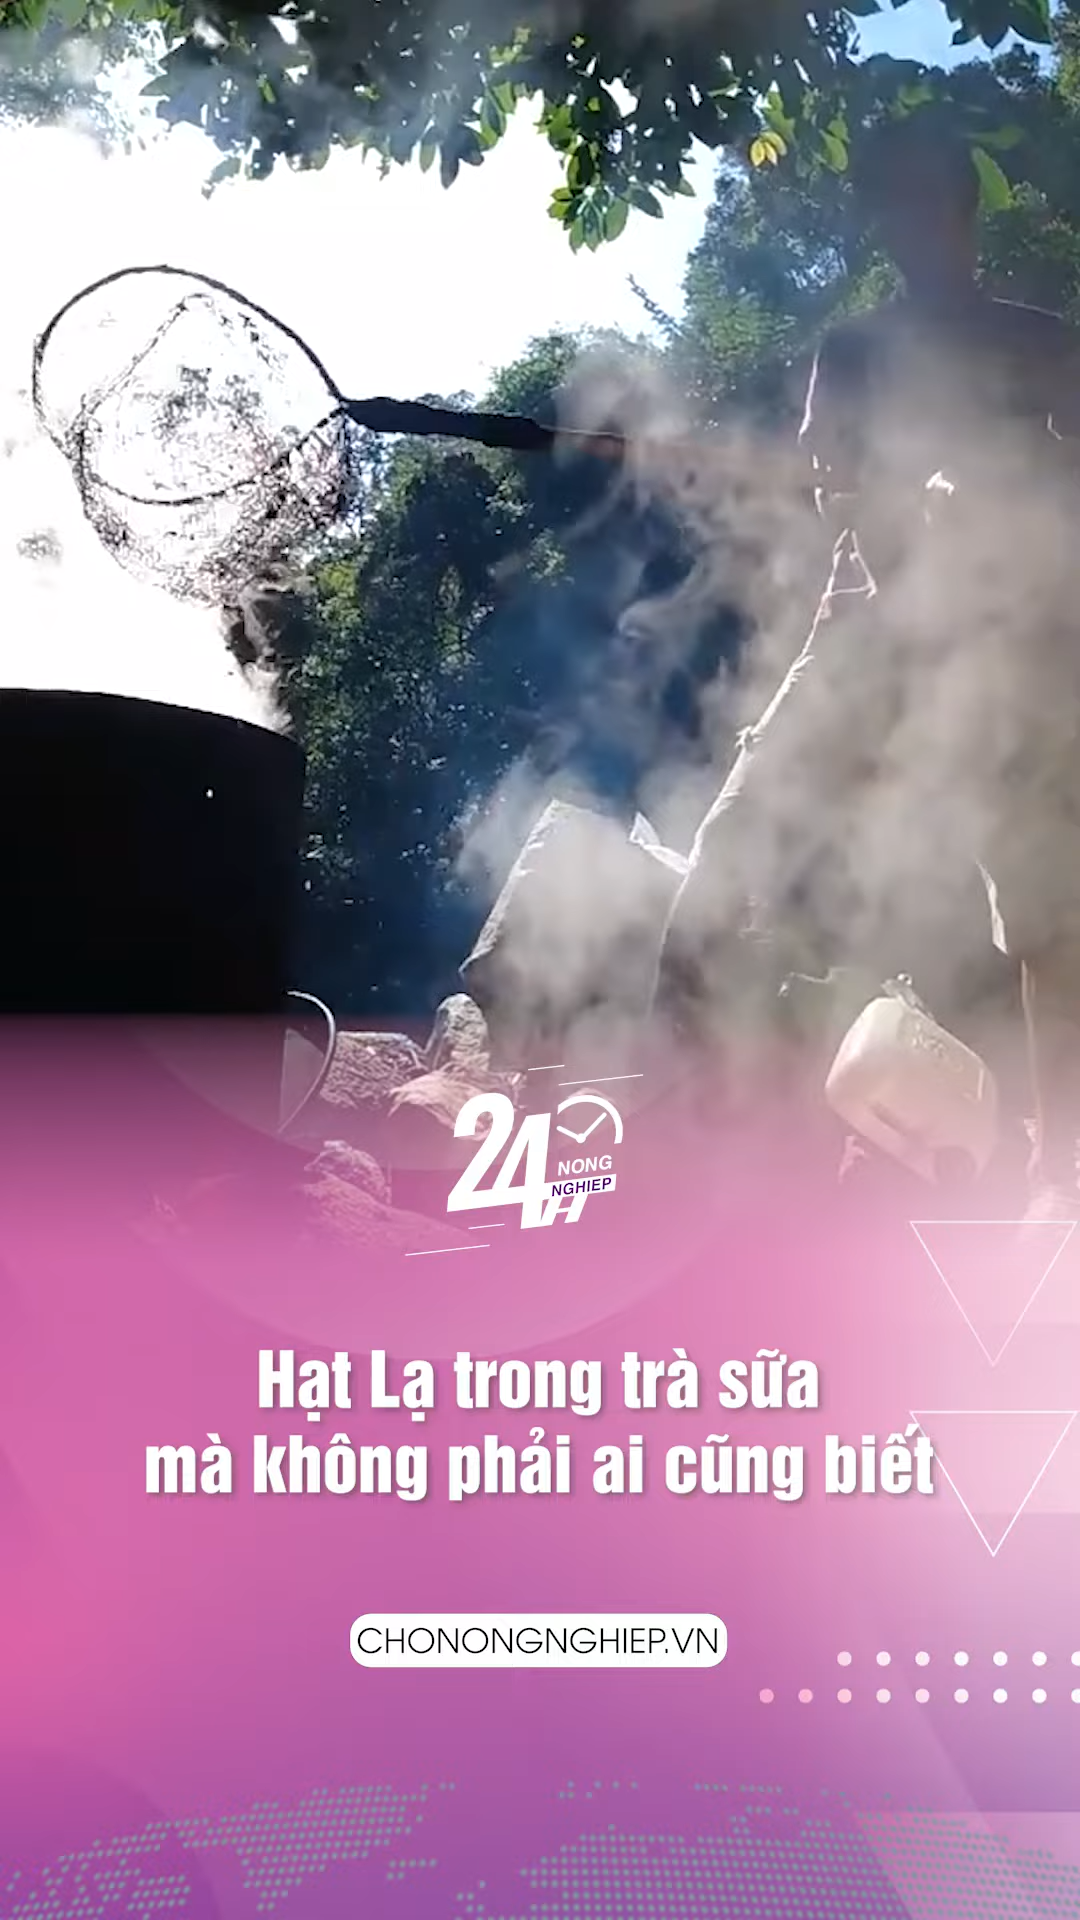 24H
NONG
NGHIEP
Hạt Lạ trong trà sữa
mà không phải ai cũng biết
CHONONGNGHIEP.VN